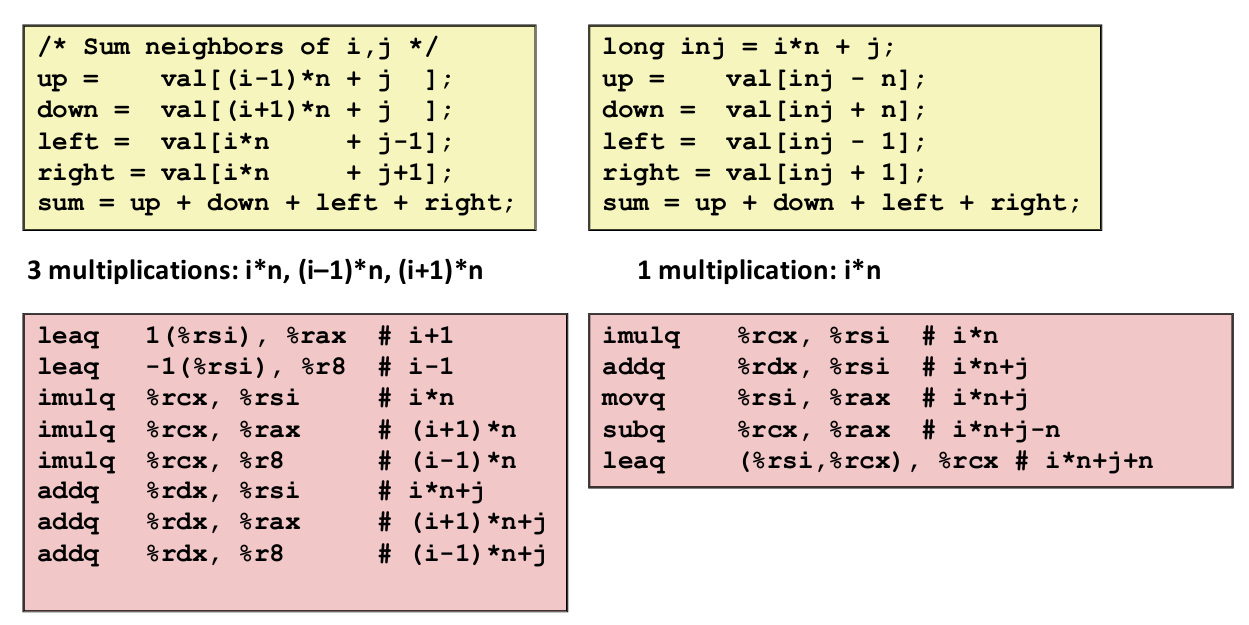 /* Sum neighbors of i,j */
up =    val[(i-1)*n + j  ];
down =  val[(i+1)*n + j  ];
left =  val[i*n     + j-1];
right = val[i*n     + j+1];
sum = up + down + left + right;
long inj = i*n + j;
up =    val[inj - n];
down =  val[inj + n];
left =  val[inj - 1];
right = val[inj + 1];
sum = up + down + left + right;
3 multiplications: i*n, (i–1)*n, (i+1)*n
1 multiplication: i*n
leaq   1(%rsi), %rax  # i+1
leaq   -1(%rsi), %r8  # i-1
imulq  %rcx, %rsi     # i*n
imulq  %rcx, %rax     # (i+1)*n
imulq  %rcx, %r8      # (i-1)*n
addq   %rdx, %rsi     # i*n+j
addq   %rdx, %rax     # (i+1)*n+j
addq   %rdx, %r8      # (i-1)*n+j
imulq   %rcx, %rsi  # i*n
addq    %rdx, %rsi  # i*n+j
movq    %rsi, %rax  # i*n+j
subq    %rcx, %rax  # i*n+j-n
leaq    (%rsi,%rcx), %rcx # i*n+j+n